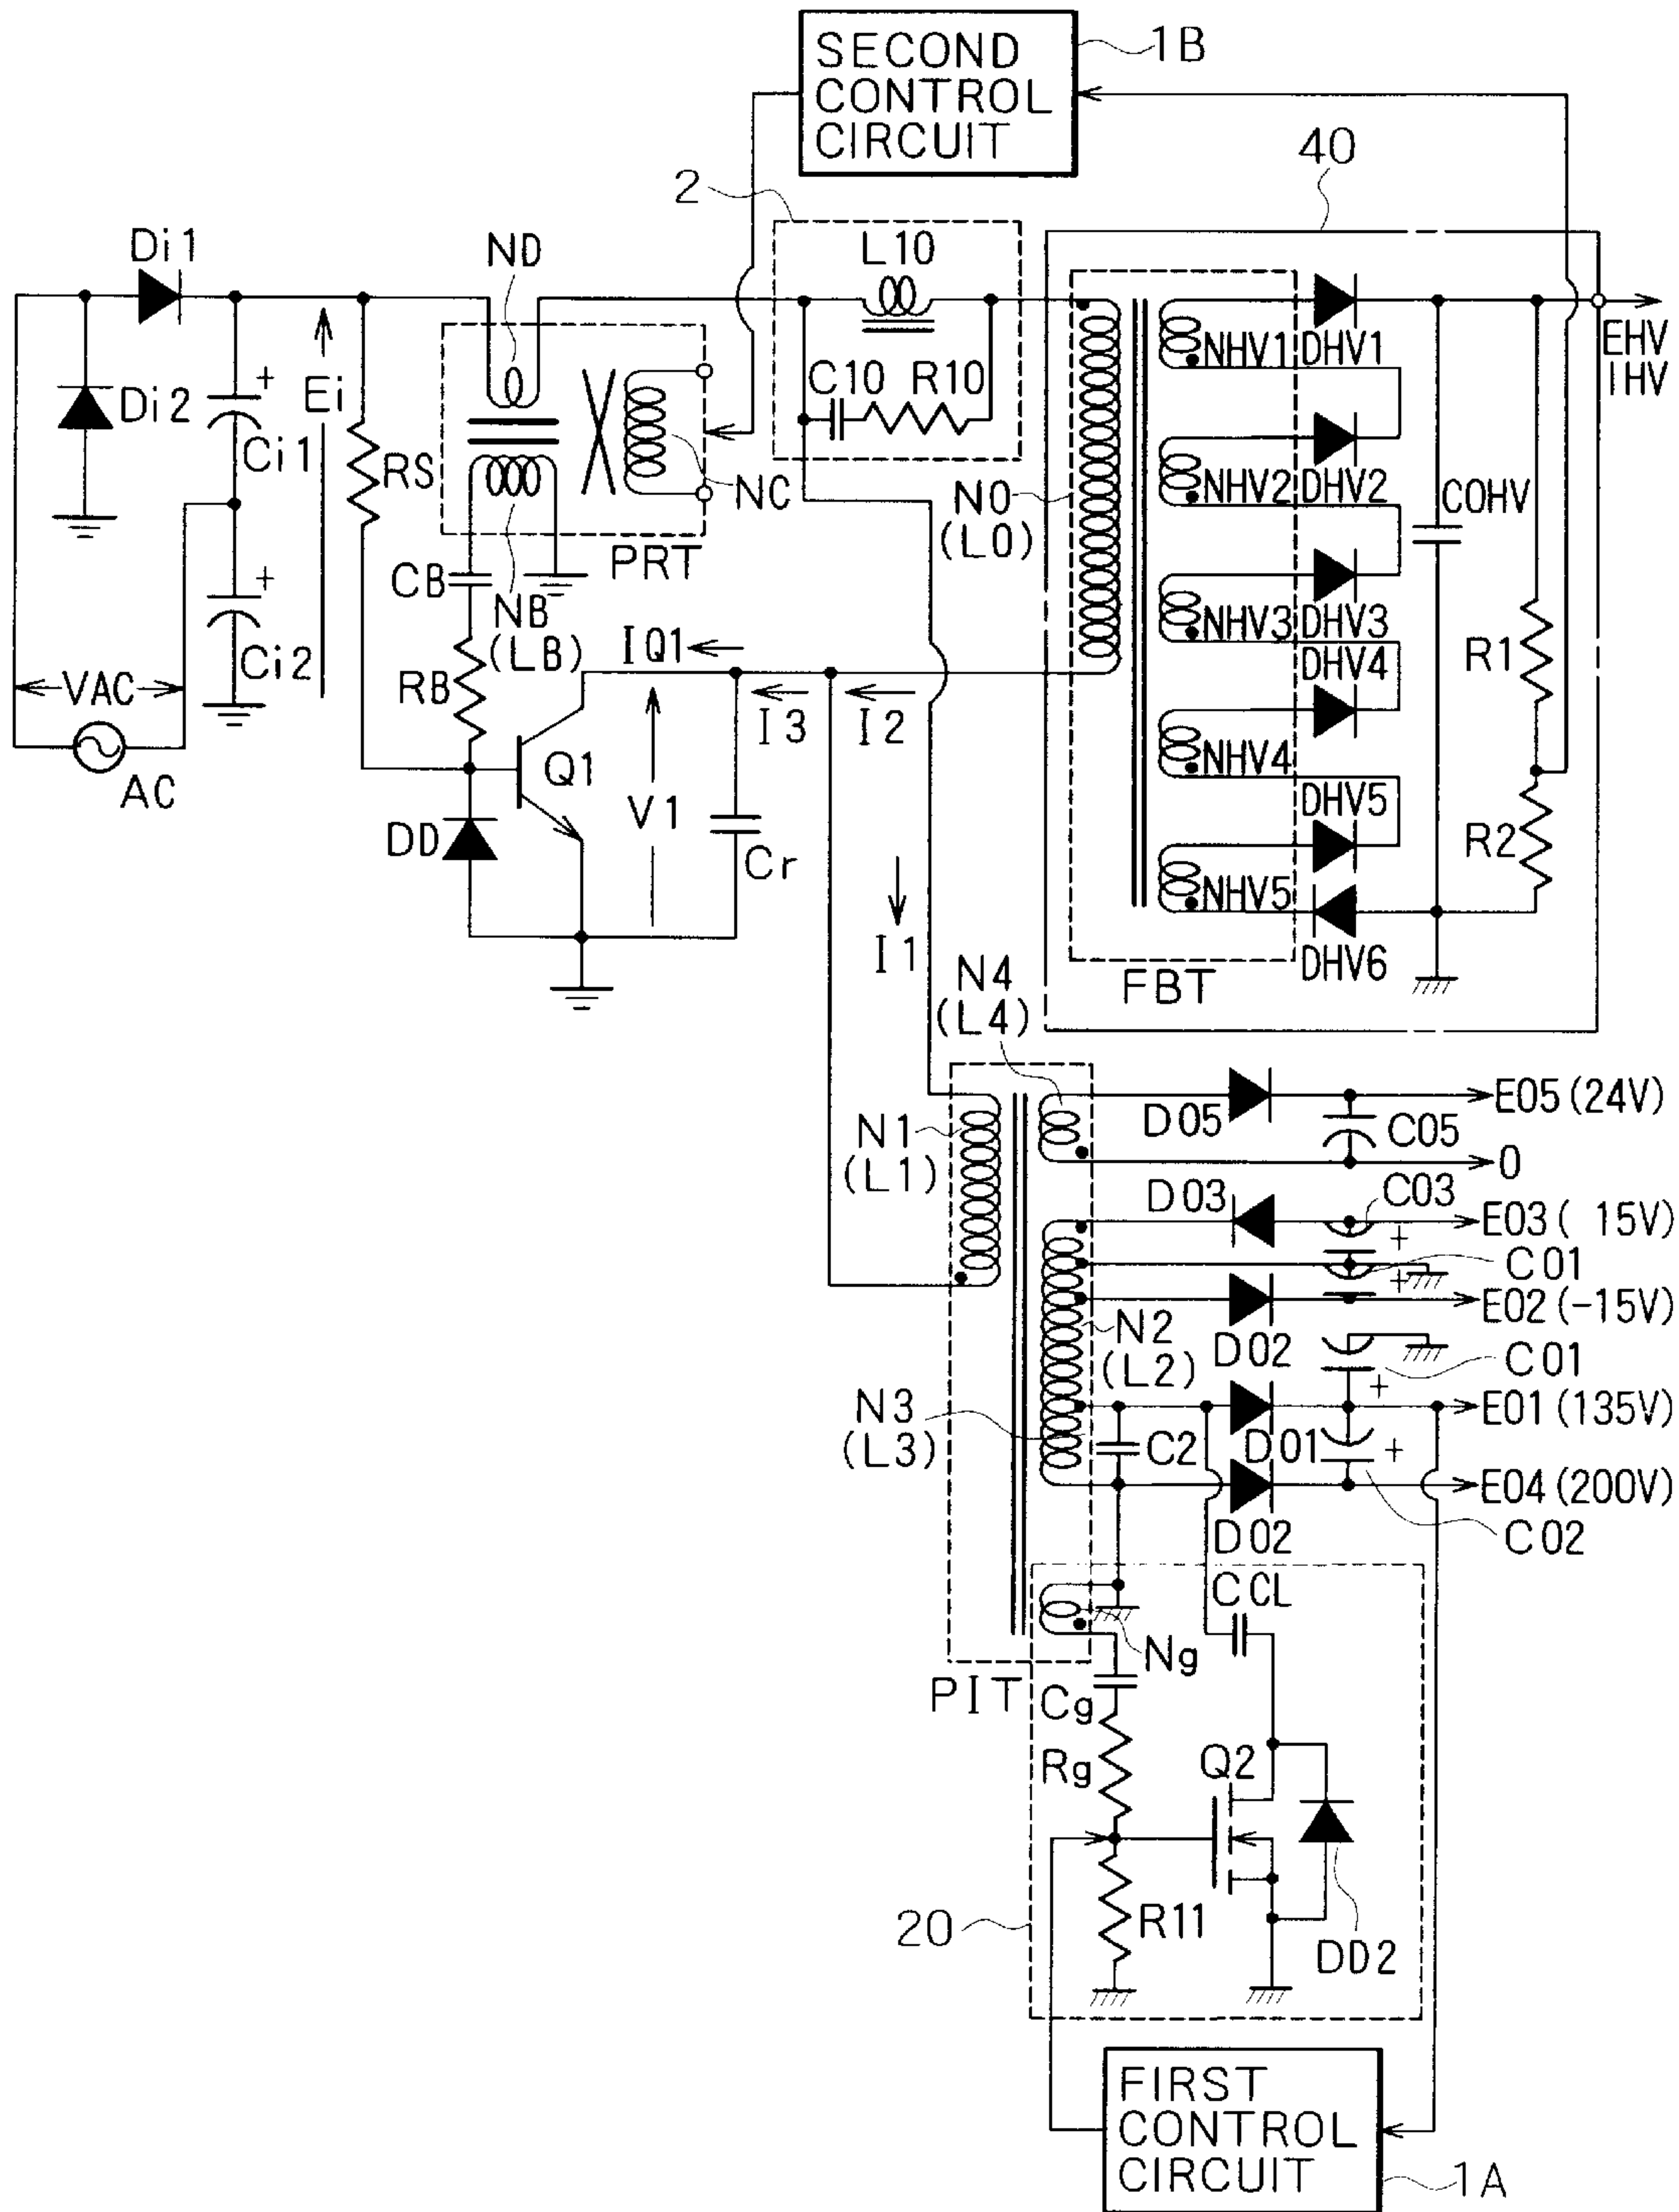 SECOND
CONTROL
CIRCUIT
1B
40
2
Di1
ND
L10
EHV
IHV
Di2
Ei
Ci1
RS
C10
R10
NC
NHV1
DHV1
NHV2
DHV2
COHV
N0
(L0)
PRT
CB
NB
(LB)
NHV3
DHV3
R1
Ci2
VAC
AC
RB
IQ1
I3
I2
DHV4
NHV4
Q1
V1
DD
Cr
DHV5
R2
NHV5
DHV6
I1
FBT
N4
(L4)
D05
C05
E05(24V)
0
N1
(L1)
D03
C03
E03( 15V)
+
C01
+
E02(-15V)
N2
(L2)
D02
C01
+
E01(135V)
N3
(L3)
C2
D01
+
E04(200V)
D02
C02
CCL
Ng
PIT
Cg
Rg
Q2
R11
20
DD2
FIRST
CONTROL
CIRCUIT
1A
+
+